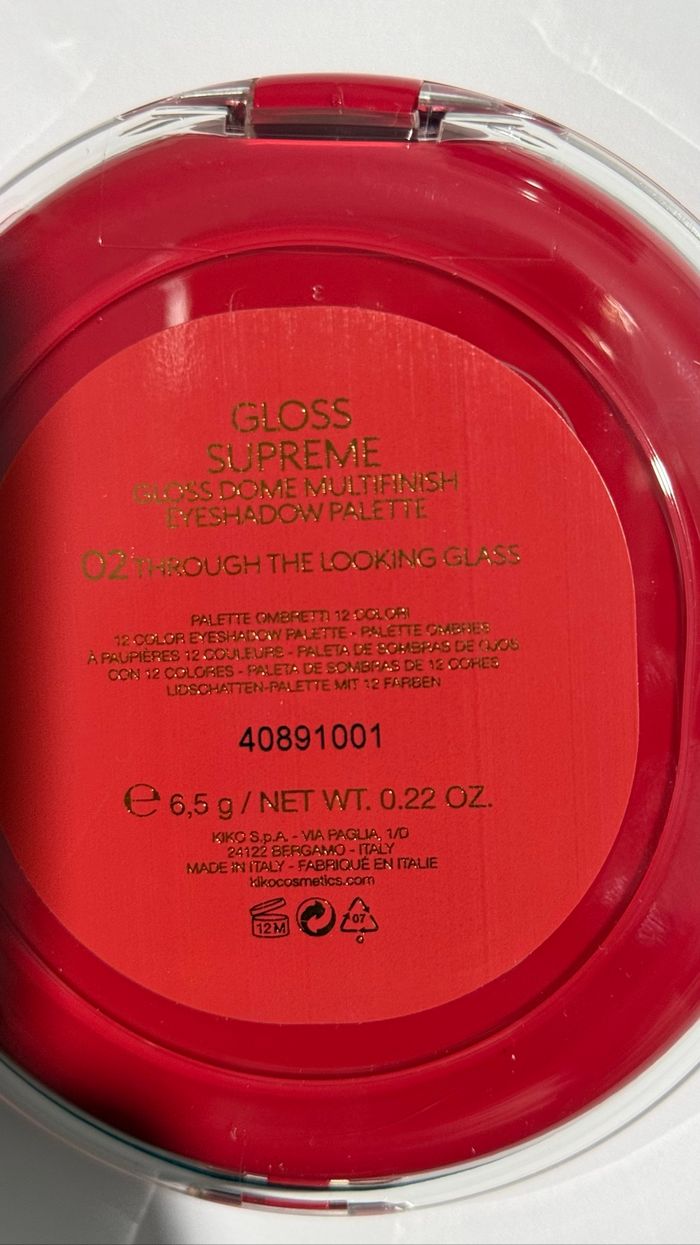 3
GLOSS
SUPREME
GLOSS DOME MULTIFINISH
EYESHADOW PALETTE
02 THROUGH THE LOOKING GLASS
PALETTE OMBRETTI 12 COLORI
12 COLOR EYESHADOW PALETTE - PALETTE OMBRES
À PAUPIÈRES 12 COULEURS - PALETA DE SOMBRAS DE OJOS
CON 12 COLORES - PALETA DE SOMBRAS DE 12 CORES
LIDSCHATTEN-PALETTE MIT 12 FARBEN
40891001
℮ 6,5 g / NET WT. 0.22 OZ.
KIKO S.p.A. - VIA PAGLIA, 1/D
24122 BERGAMO - ITALY
MADE IN ITALY - FABRIQUÉ EN ITALIE
kikocosmetics.com
12 M 07